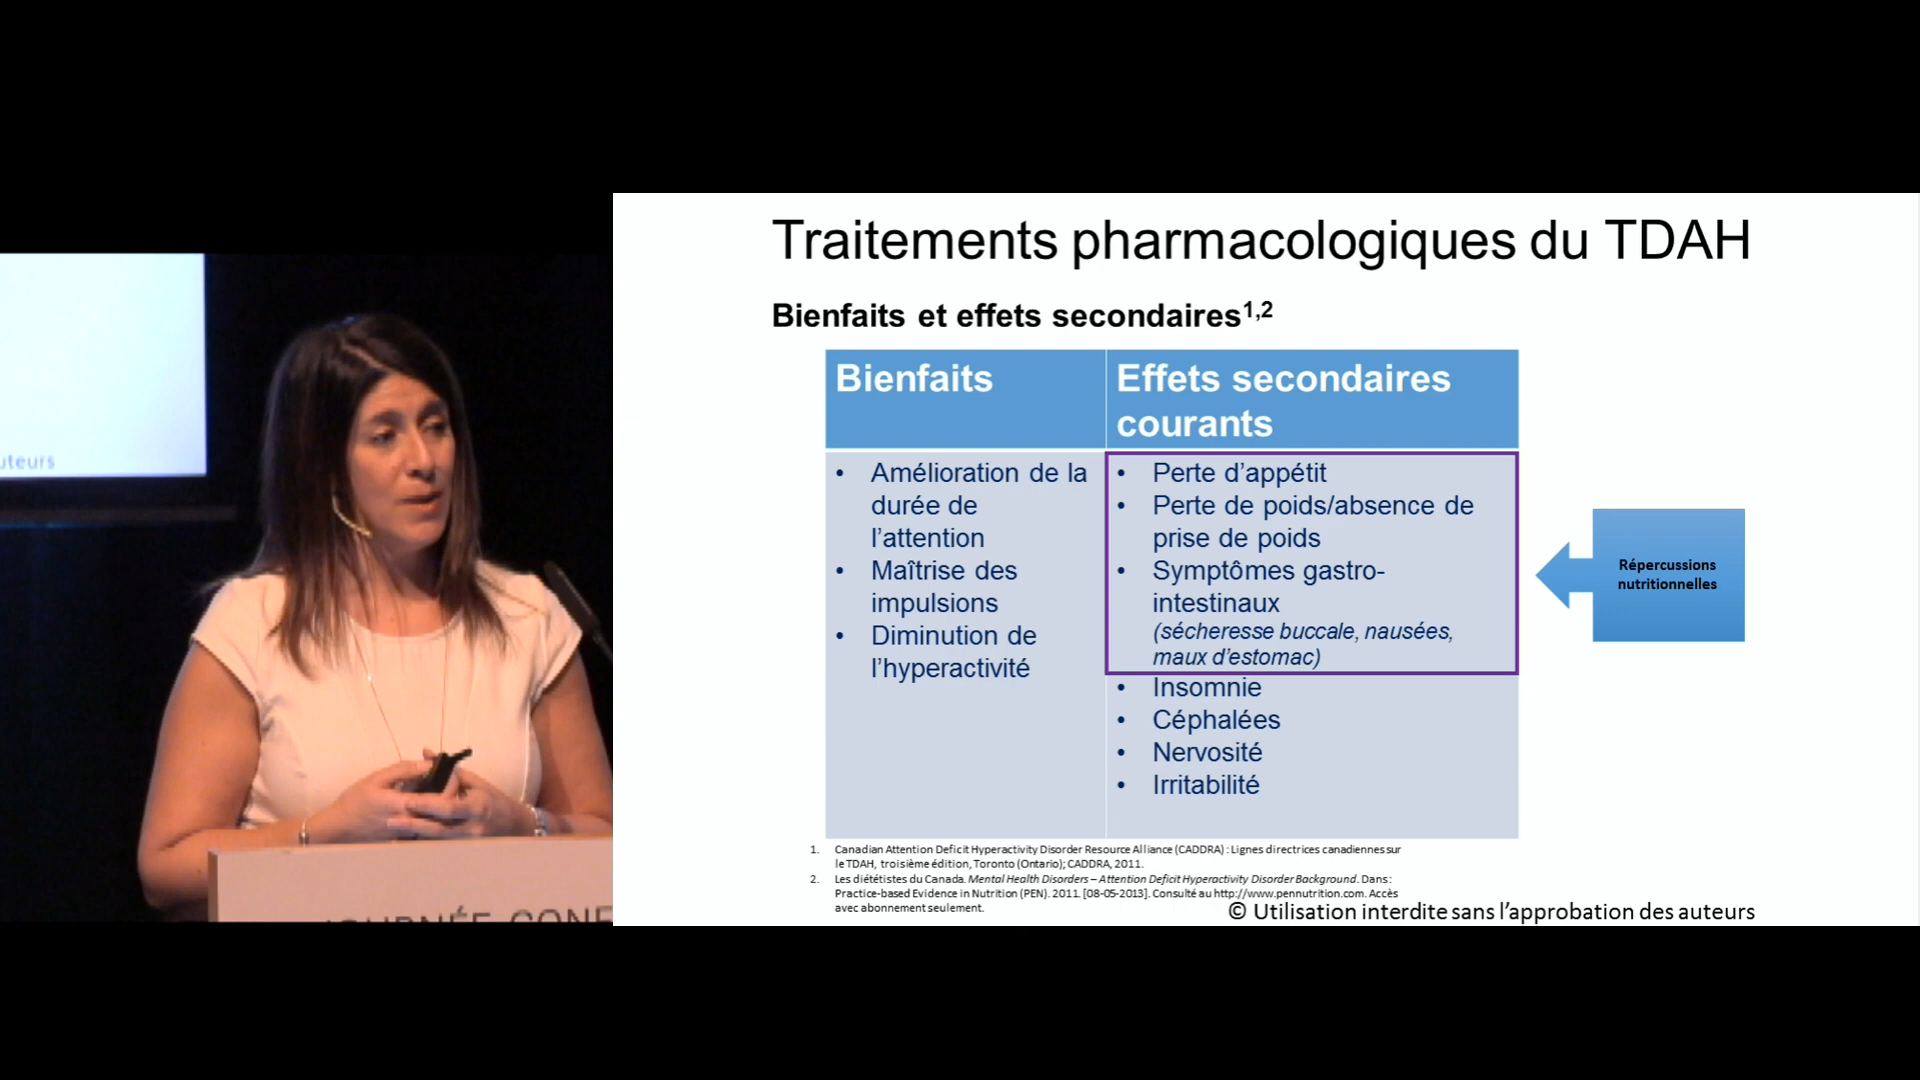 Traitements pharmacologiques du TDAH
Bienfaits et effets secondaires1,2
Bienfaits
Effets secondaires
courants
• Amélioration de la
durée de
l’attention
• Maîtrise des
impulsions
• Diminution de
l’hyperactivité
• Perte d’appétit
• Perte de poids/absence de
prise de poids
• Symptômes gastro-
intestinaux
(sécheresse buccale, nausées,
maux d’estomac)
• Insomnie
• Céphalées
• Nervosité
• Irritabilité
Répercussions
nutritionnelles
1. Canadian Attention Deficit Hyperactivity Disorder Resource Alliance (CADDRA) : Lignes directrices canadiennes sur
le TDAH, troisième édition, Toronto (Ontario); CADDRA, 2011.
2. Les diététistes du Canada. Mental Health Disorders – Attention Deficit Hyperactivity Disorder Background. Dans :
Practice-based Evidence in Nutrition (PEN). 2011. [08-05-2013]. Consulté au http://www.pennutrition.com. Accès
avec abonnement seulement.
© Utilisation interdite sans l’approbation des auteurs
uteurs
JOURNÉE CONF